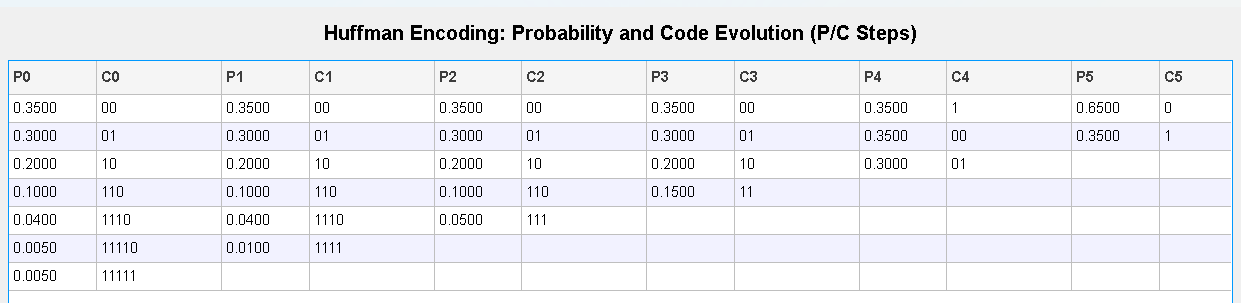 Huffman Encoding: Probability and Code Evolution (P/C Steps)
P0 C0 P1 C1 P2 C2 P3 C3 P4 C4 P5 C5
0.3500 00 0.3500 00 0.3500 00 0.3500 00 0.3500 1 0.6500 0
0.3000 01 0.3000 01 0.3000 01 0.3000 01 0.3500 00 0.3500 1
0.2000 10 0.2000 10 0.2000 10 0.2000 10 0.3000 01
0.1000 110 0.1000 110 0.1000 110 0.1500 11
0.0400 1110 0.0400 1110 0.0500 111
0.0050 11110 0.0100 1111
0.0050 11111